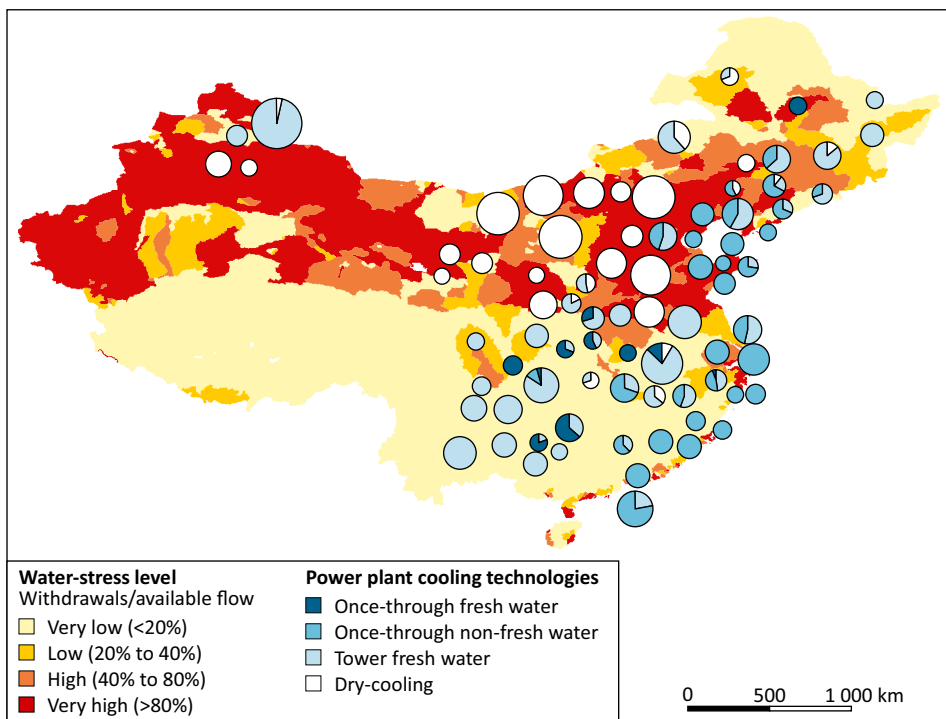 Water-stress level
Withdrawals/available flow
Very low (<20%)
Low (20% to 40%)
High (40% to 80%)
Very high (>80%)
Power plant cooling technologies
Once-through fresh water
Once-through non-fresh water
Tower fresh water
Dry-cooling
0 500 1 000 km